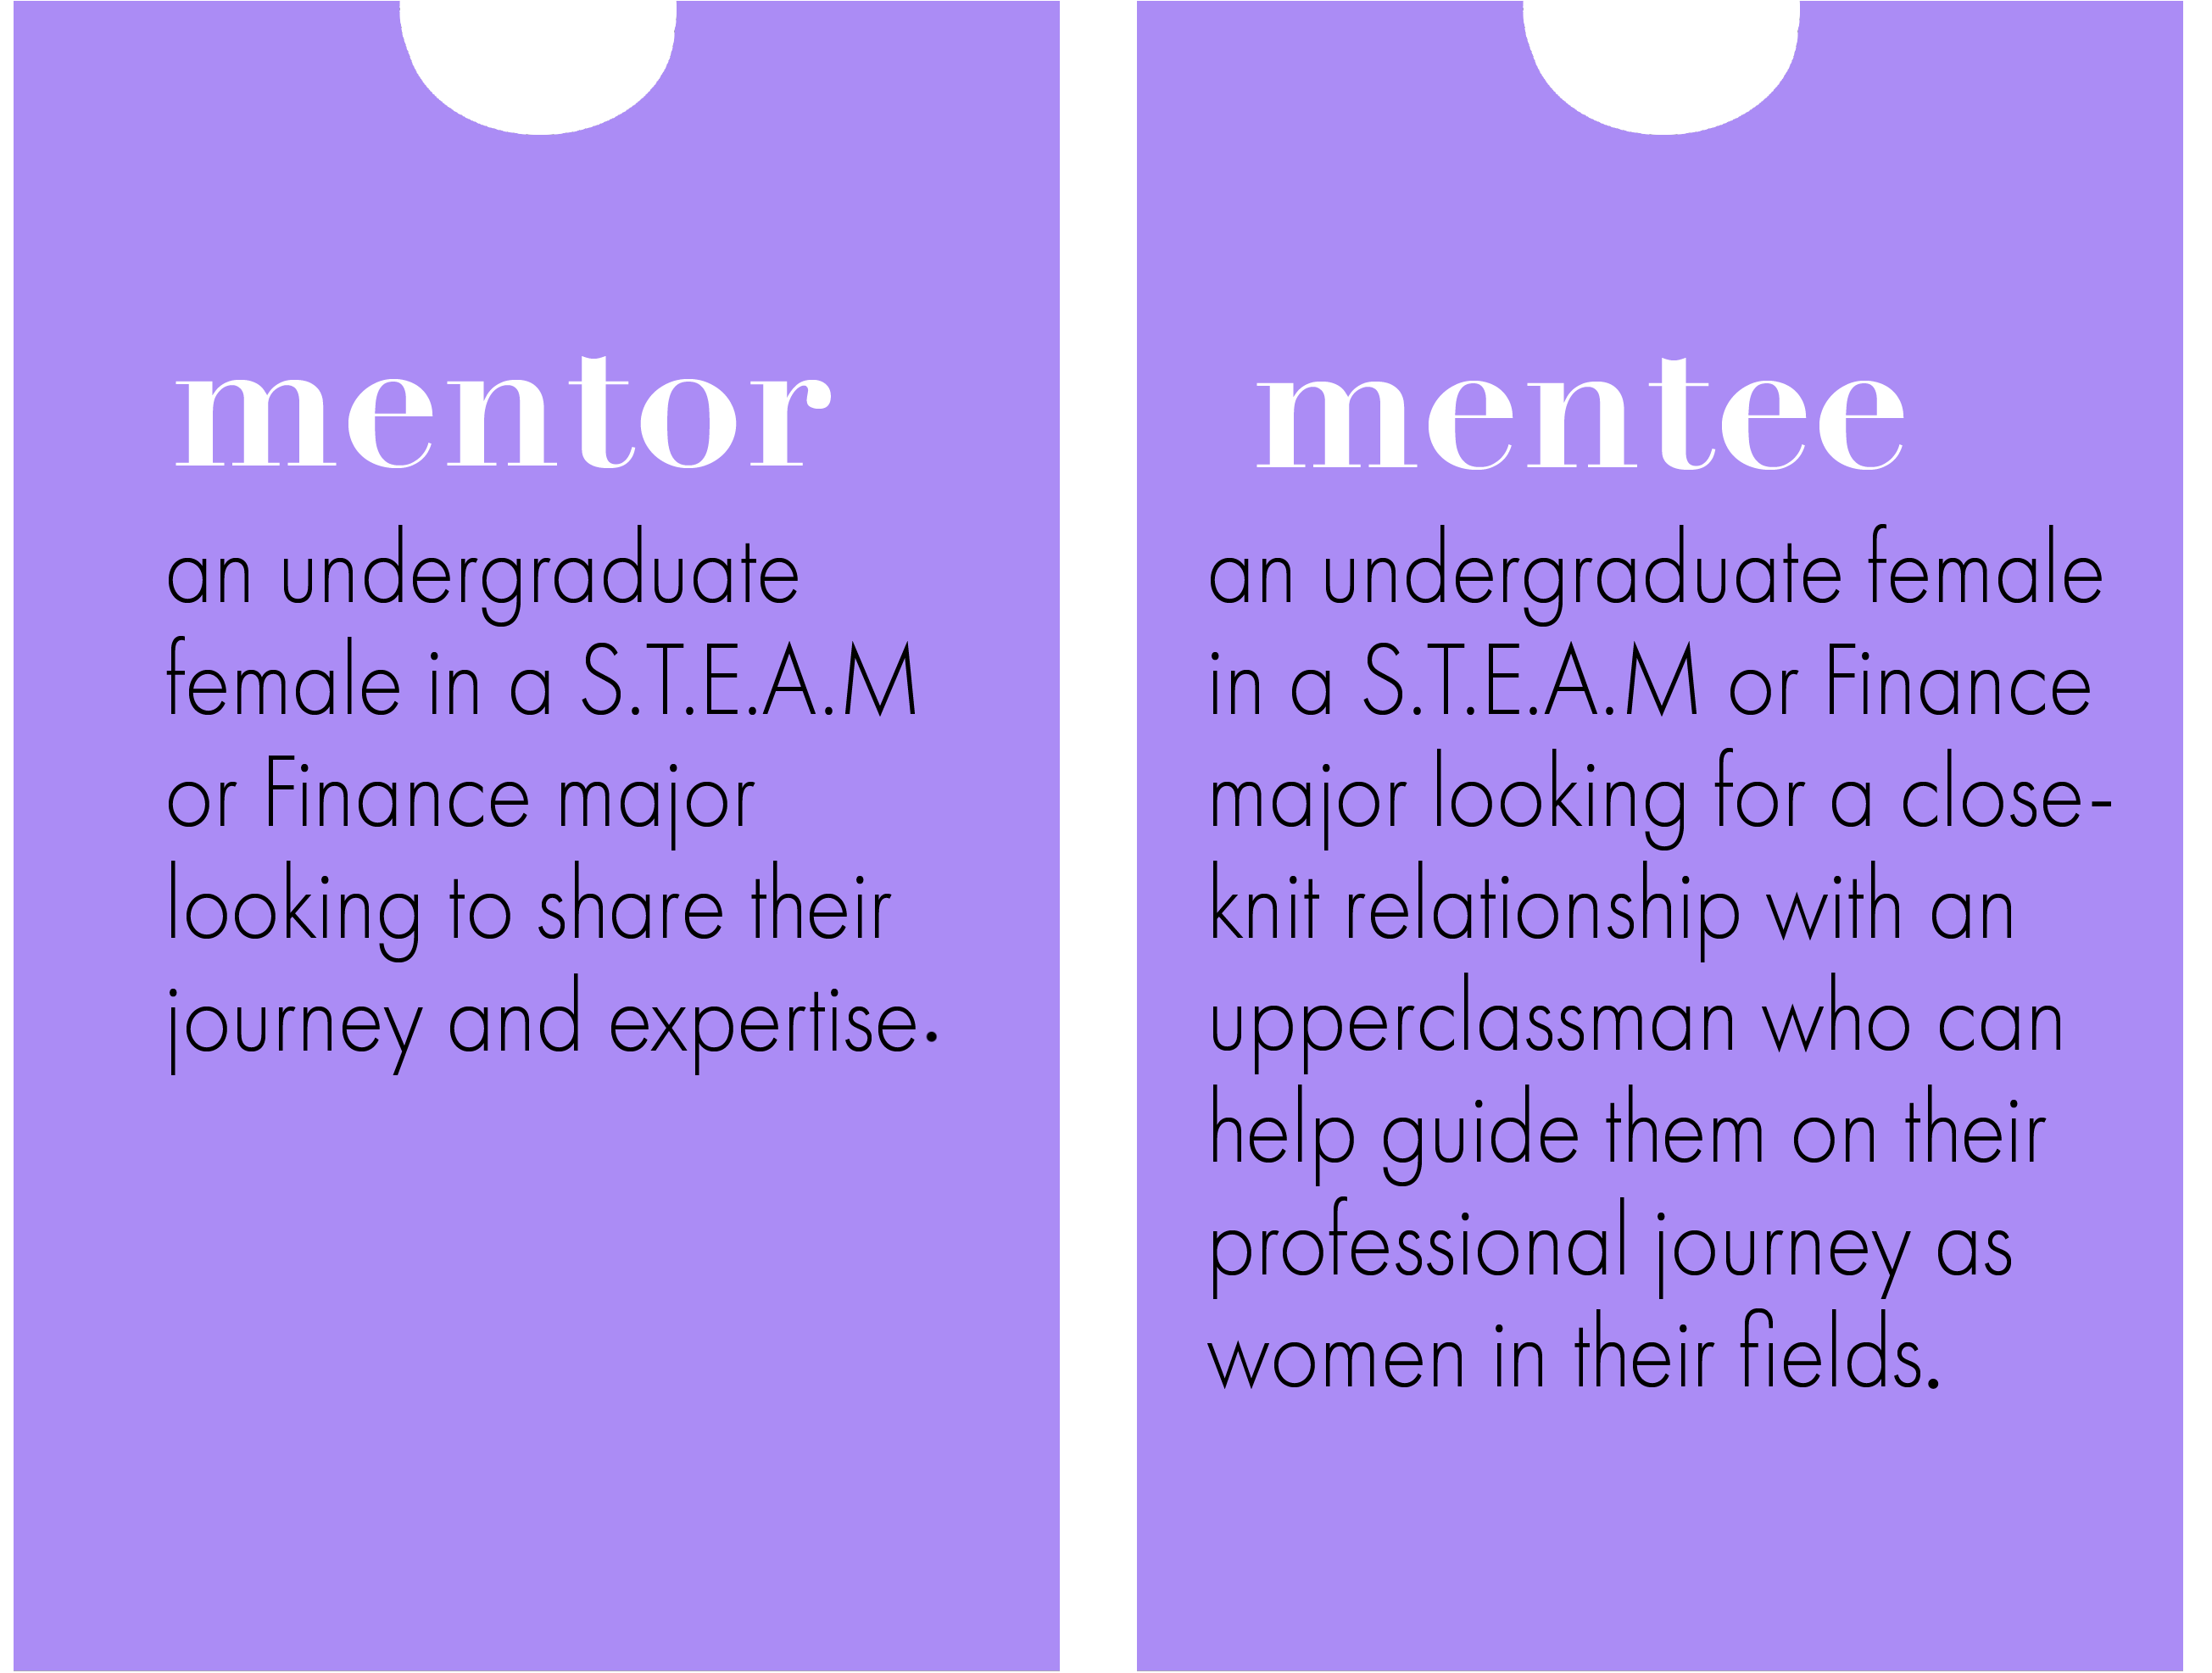 mentor
an undergraduate
female in a S.T.E.A.M
or Finance major
looking to share their
journey and expertise.
mentee
an undergraduate female
in a S.T.E.A.M or Finance
major looking for a close-
knit relationship with an
upperclassman who can
help guide them on their
professional journey as
women in their fields.